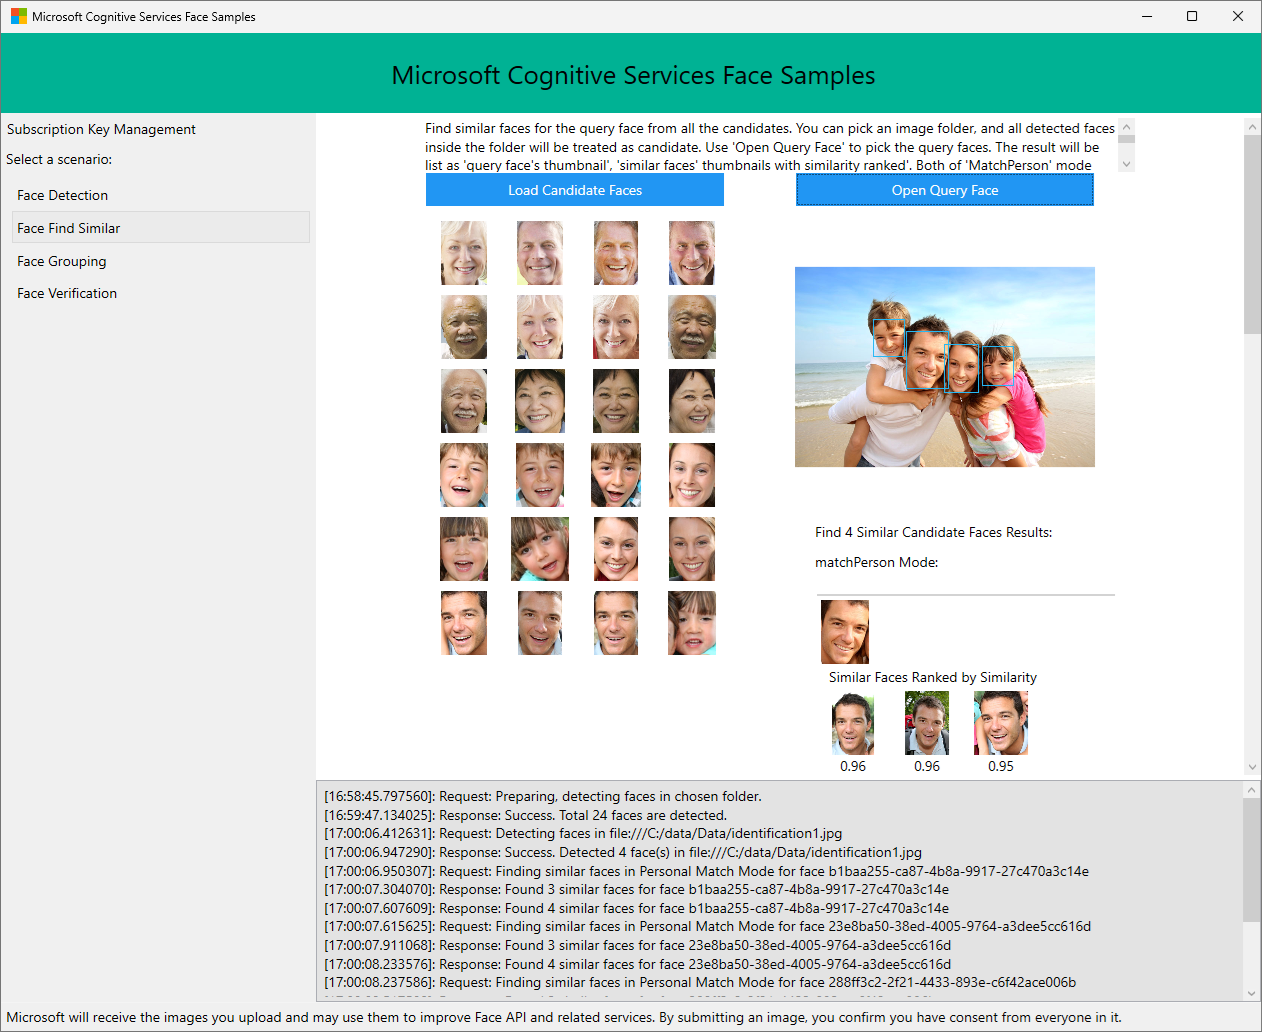 Microsoft Cognitive Services Face Samples
Microsoft Cognitive Services Face Samples
Subscription Key Management
Select a scenario:
Face Detection
Face Find Similar
Face Grouping
Face Verification
Find similar faces for the query face from all the candidates. You can pick an image folder, and all detected faces
inside the folder will be treated as candidate. Use 'Open Query Face' to pick the query faces. The result will be
list as 'query face's thumbnail', 'similar faces' thumbnails with similarity ranked'. Both of 'MatchPerson' mode
Load Candidate Faces
Open Query Face
Find 4 Similar Candidate Faces Results:
matchPerson Mode:
Similar Faces Ranked by Similarity
0.96 0.96 0.95
[16:58:45.797560]: Request: Preparing, detecting faces in chosen folder.
[16:59:47.134025]: Response: Success. Total 24 faces are detected.
[17:00:06.412631]: Request: Detecting faces in file:///C:/data/Data/identification1.jpg
[17:00:06.947290]: Response: Success. Detected 4 face(s) in file:///C:/data/Data/identification1.jpg
[17:00:06.950307]: Request: Finding similar faces in Personal Match Mode for face b1baa255-ca87-4b8a-9917-27c470a3c14e
[17:00:07.304070]: Response: Found 3 similar faces for face b1baa255-ca87-4b8a-9917-27c470a3c14e
[17:00:07.607609]: Response: Found 4 similar faces for face b1baa255-ca87-4b8a-9917-27c470a3c14e
[17:00:07.615625]: Request: Finding similar faces in Personal Match Mode for face 23e8ba50-38ed-4005-9764-a3dee5cc616d
[17:00:07.911068]: Response: Found 3 similar faces for face 23e8ba50-38ed-4005-9764-a3dee5cc616d
[17:00:08.233576]: Response: Found 4 similar faces for face 23e8ba50-38ed-4005-9764-a3dee5cc616d
[17:00:08.237586]: Request: Finding similar faces in Personal Match Mode for face 288ff3c2-2f21-4433-893e-c6f42ace006b
Microsoft will receive the images you upload and may use them to improve Face API and related services. By submitting an image, you confirm you have consent from everyone in it.